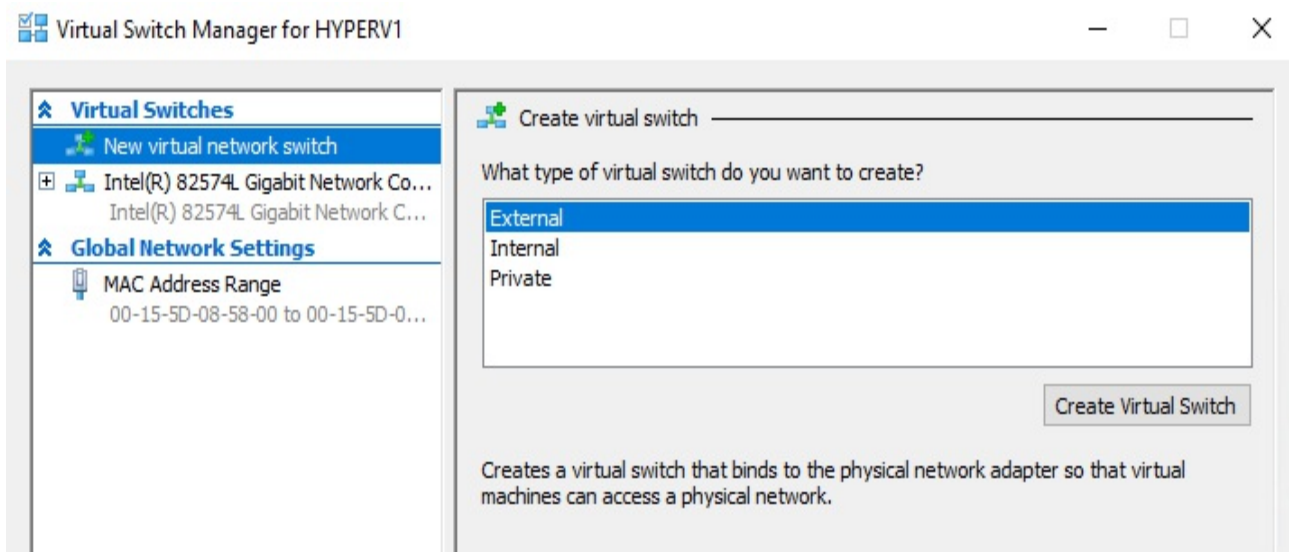 Virtual Switch Manager for HYPERV1
Virtual Switches
New virtual network switch
Intel(R) 82574L Gigabit Network Co...
Intel(R) 82574L Gigabit Network C...
Global Network Settings
MAC Address Range
00-15-5D-08-58-00 to 00-15-5D-0...
Create virtual switch
What type of virtual switch do you want to create?
External
Internal
Private
Create Virtual Switch
Creates a virtual switch that binds to the physical network adapter so that virtual
machines can access a physical network.